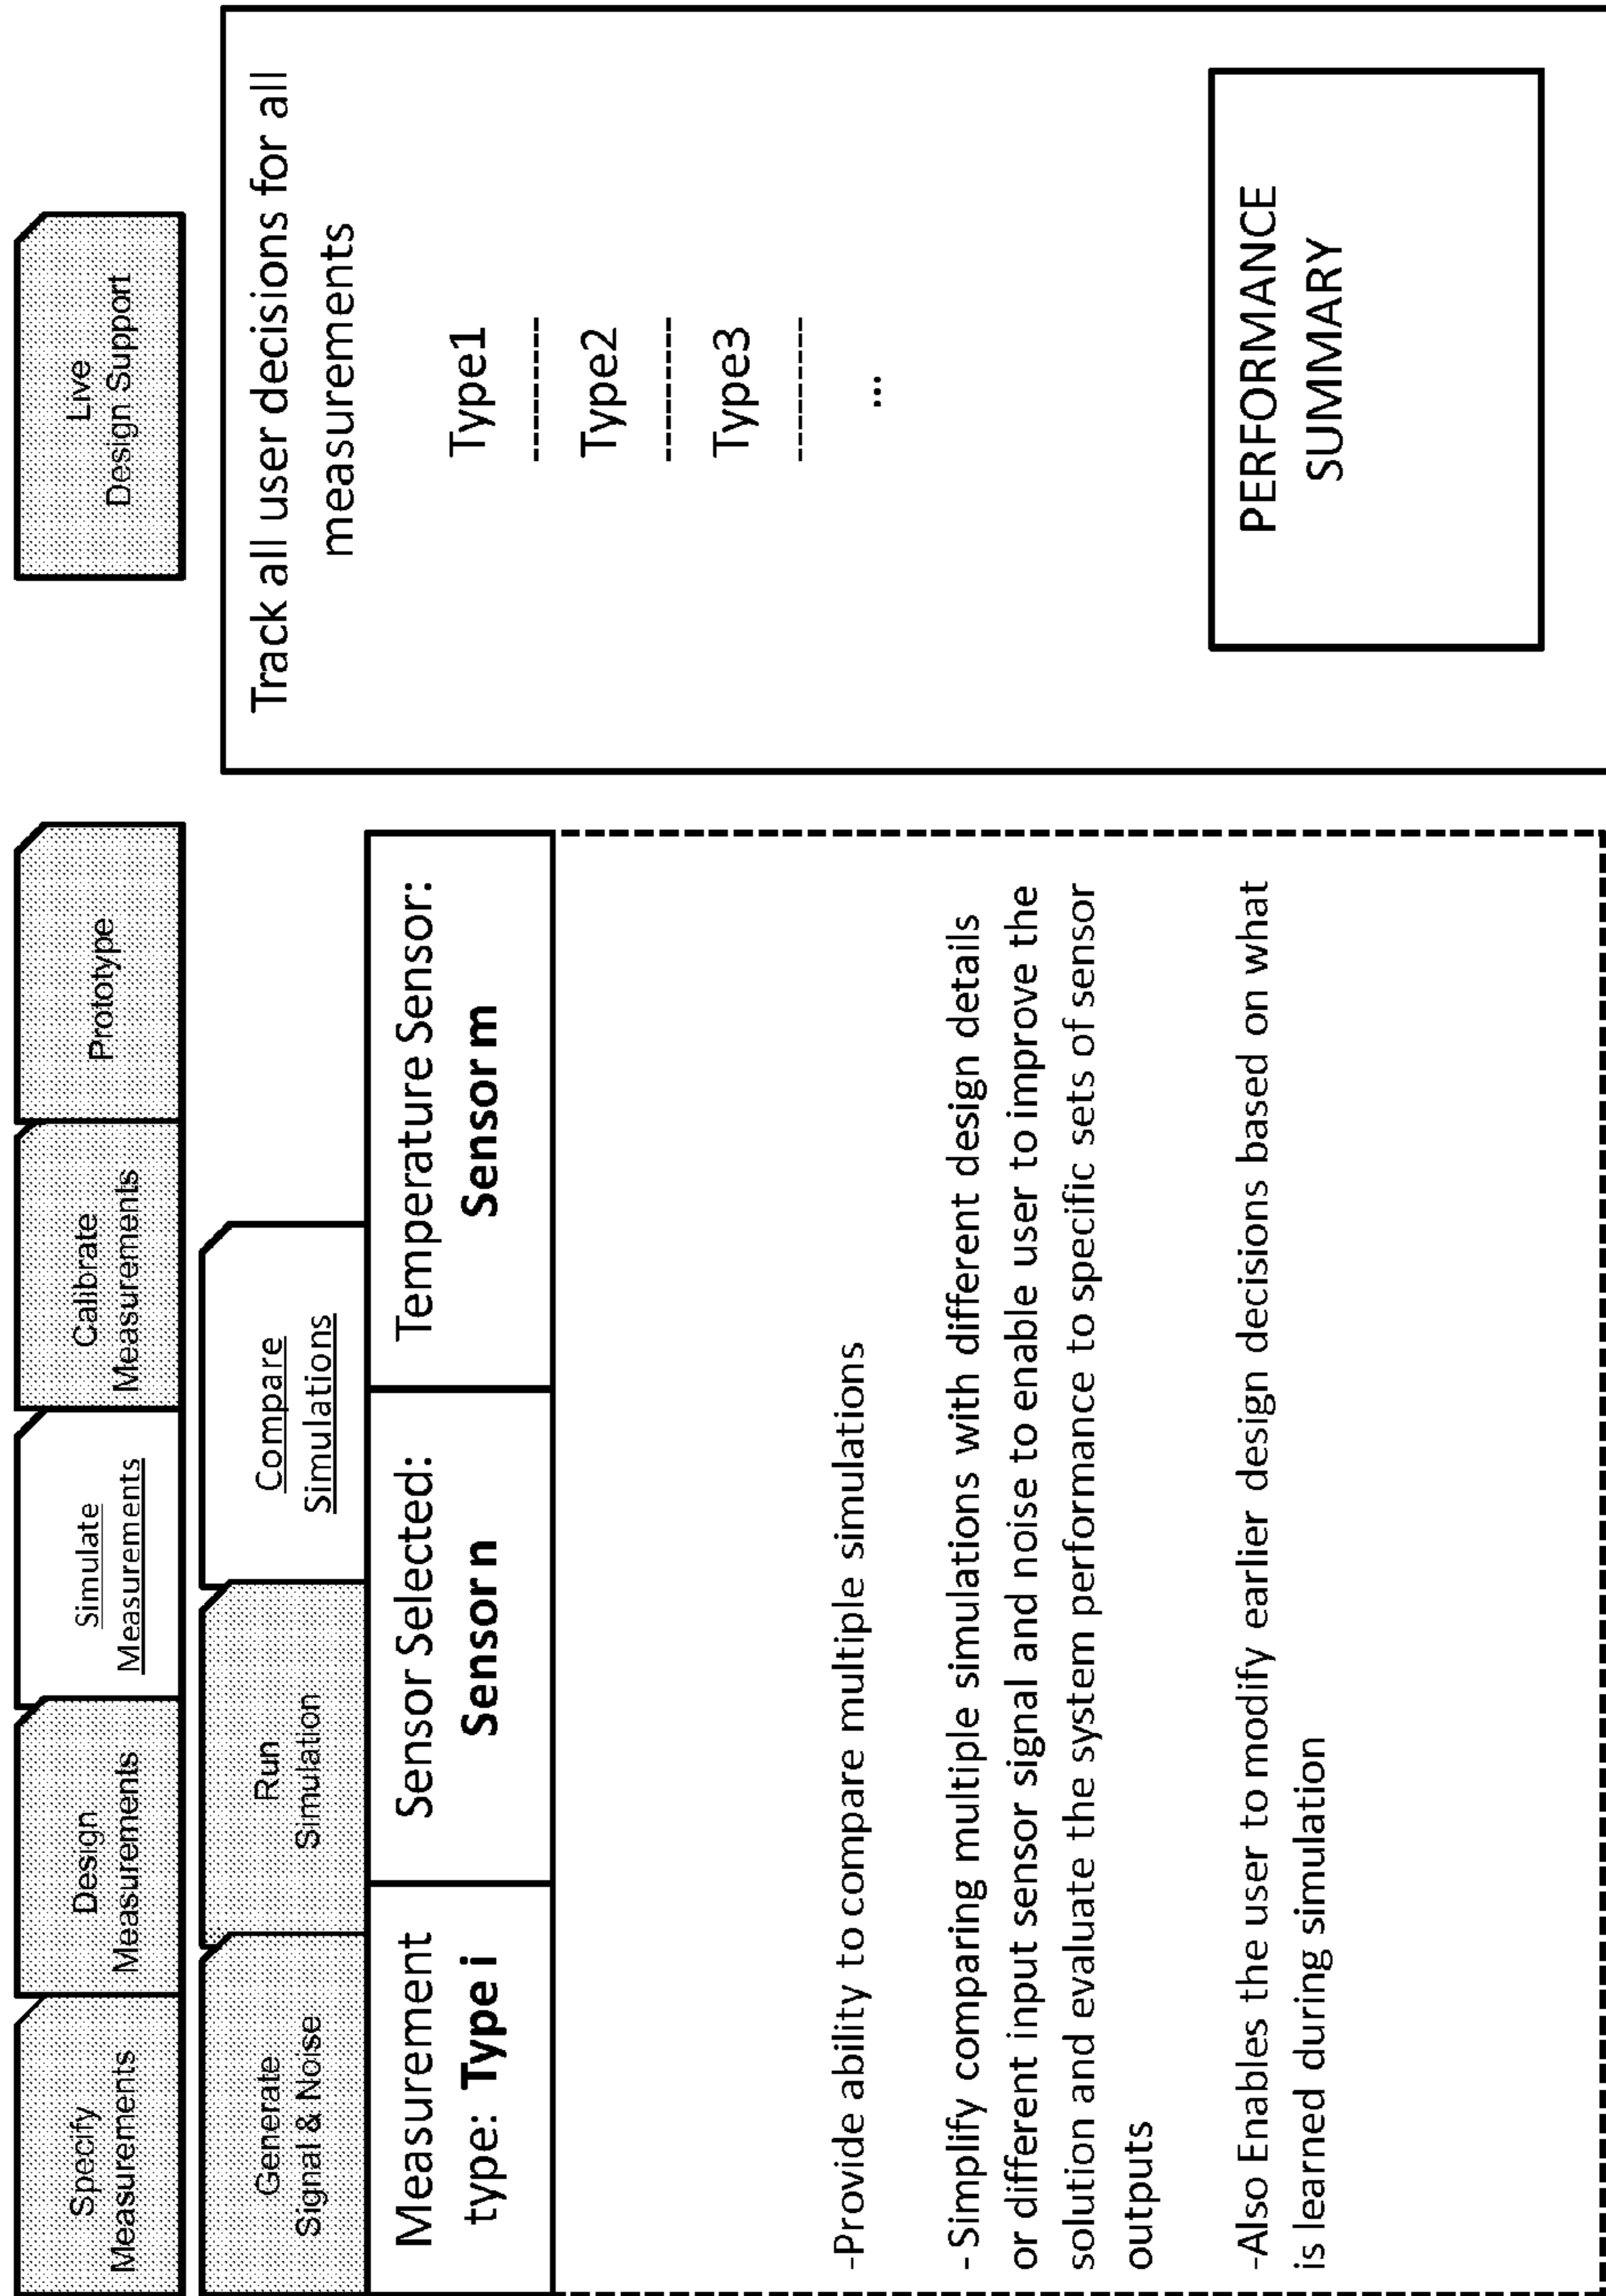 Specify
Measurements
Design
Measurements
Simulate
Measurements
Calibrate
Measurements
Prototype
Live
Design Support
Generate
Signal & Noise
Run
Simulation
Compare
Simulations
Measurement
type: Type i
Sensor Selected:
Sensor n
Temperature Sensor:
Sensor m
-Provide ability to compare multiple simulations
- Simplify comparing multiple simulations with different design details
or different input sensor signal and noise to enable user to improve the
solution and evaluate the system performance to specific sets of sensor
outputs
-Also Enables the user to modify earlier design decisions based on what
is learned during simulation
Track all user decisions for all
measurements
Type1
---------
Type2
---------
Type3
---------
...
PERFORMANCE
SUMMARY